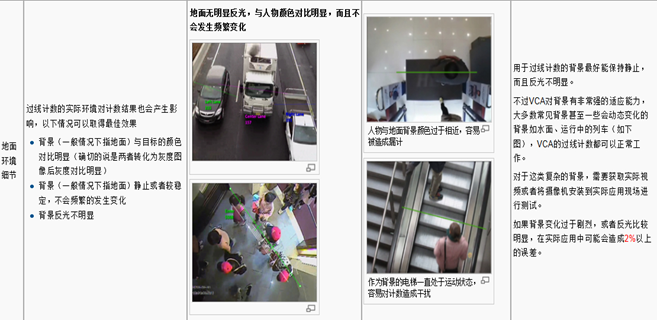 地面
环境
细节
过线计数的实际环境对计数结果也会产生影
响，以下情况可以取得最佳效果
背景（一般情况下指地面）与目标的颜色
对比明显（确切的说是两者转化为灰度图
像后灰度对比明显）
背景（一般情况下指地面）静止或者较稳
定，不会频繁的发生变化
背景反光不明显
地面无明显反光，与人物颜色对比明显，而且不
会发生频繁变化
人物与地面背景颜色过于相近，容易
被造成漏计
作为背景的电梯一直处于运动状态，
容易对计数造成干扰
用于过线计数的背景最好能保持静止，
而且反光不明显。
不过VCA对背景有非常强的适应能力，
大多数常见背景甚至一些会动态变化的
背景如水面、运行中的列车（如下
图），VCA的过线计数都可以正常工
作。
对于这类复杂的背景，需要获取实际视
频或者将摄像机安装到实际应用现场进
行测试。
如果背景变化过于剧烈，或者反光比较
明显，在实际应用中可能会造成2%以上
的误差。